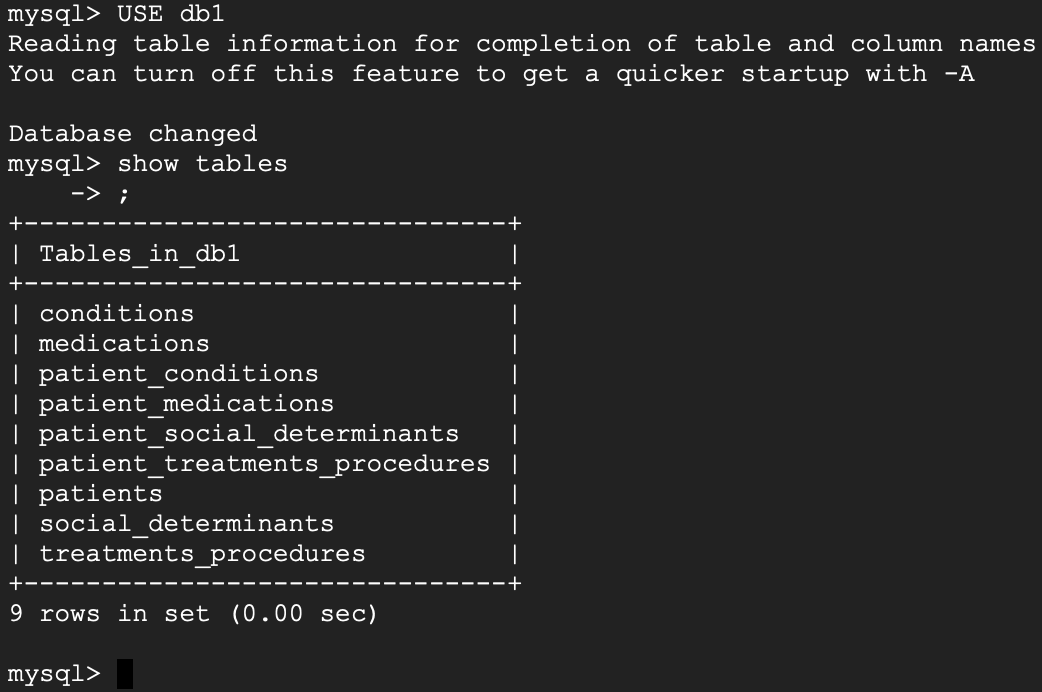 mysql> USE db1
Reading table information for completion of table and column names
You can turn off this feature to get a quicker startup with -A

Database changed
mysql> show tables
    -> ;
+-------------------------------+
| Tables_in_db1                 |
+-------------------------------+
| conditions                    |
| medications                   |
| patient_conditions            |
| patient_medications           |
| patient_social_determinants   |
| patient_treatments_procedures |
| patients                      |
| social_determinants           |
| treatments_procedures         |
+-------------------------------+
9 rows in set (0.00 sec)

mysql>